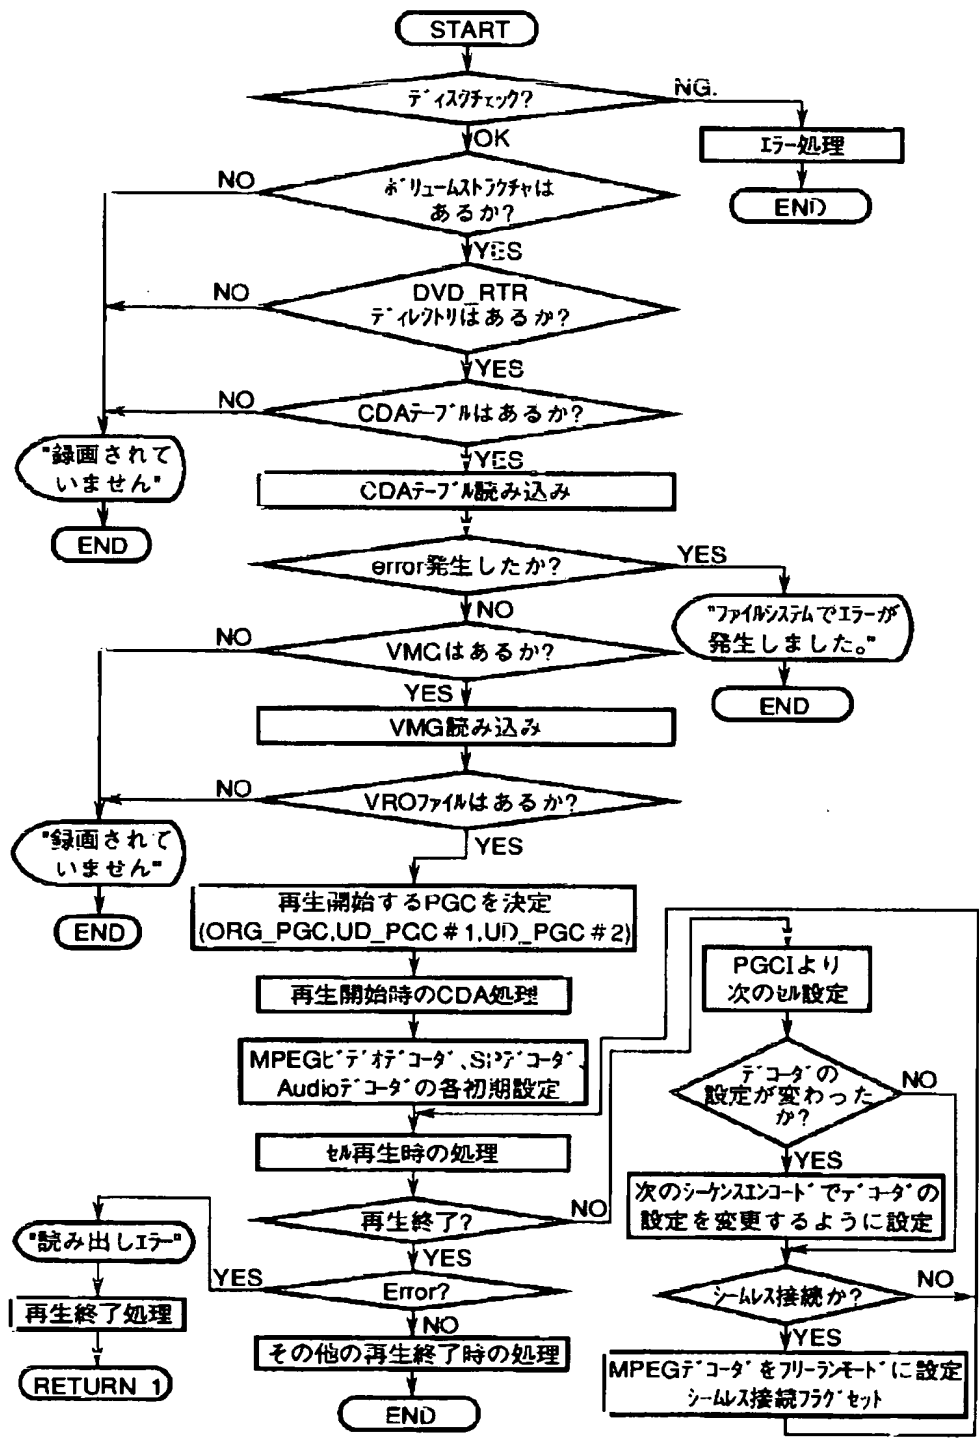 START
ディスクチェック?
NG.
OK
エラー処理
END
ボリュームストラクチャは
あるか?
NO
YES
DVD_RTR
ディレクトリはあるか?
NO
YES
CDAテーブルはあるか?
NO
YES
"録画されて
いません"
END
CDAテーブル読み込み
error発生したか?
YES
NO
"ファイルシステムでエラーが
発生しました。"
END
VMGはあるか?
NO
YES
VMG読み込み
VROファイルはあるか?
NO
YES
"録画されて
いません"
END
再生開始するPGCを決定
(ORG_PGC,UD_PGC#1,UD_PGC#2)
再生開始時のCDA処理
MPEGビデオデコーダ、SPデコーダ、
Audioデコーダの各初期設定
セル再生時の処理
再生終了?
NO
YES
Error?
YES
NO
"読み出しエラー"
再生終了処理
RETURN 1
その他の再生終了時の処理
END
PGCIより
次のセル設定
デコーダの
設定が変わった
か?
NO
YES
次のシーケンスエンコードでデコーダの
設定を変更するように設定
シームレス接続か?
NO
YES
MPEGデコーダをフリーランモードに設定
シームレス接続フラグセット